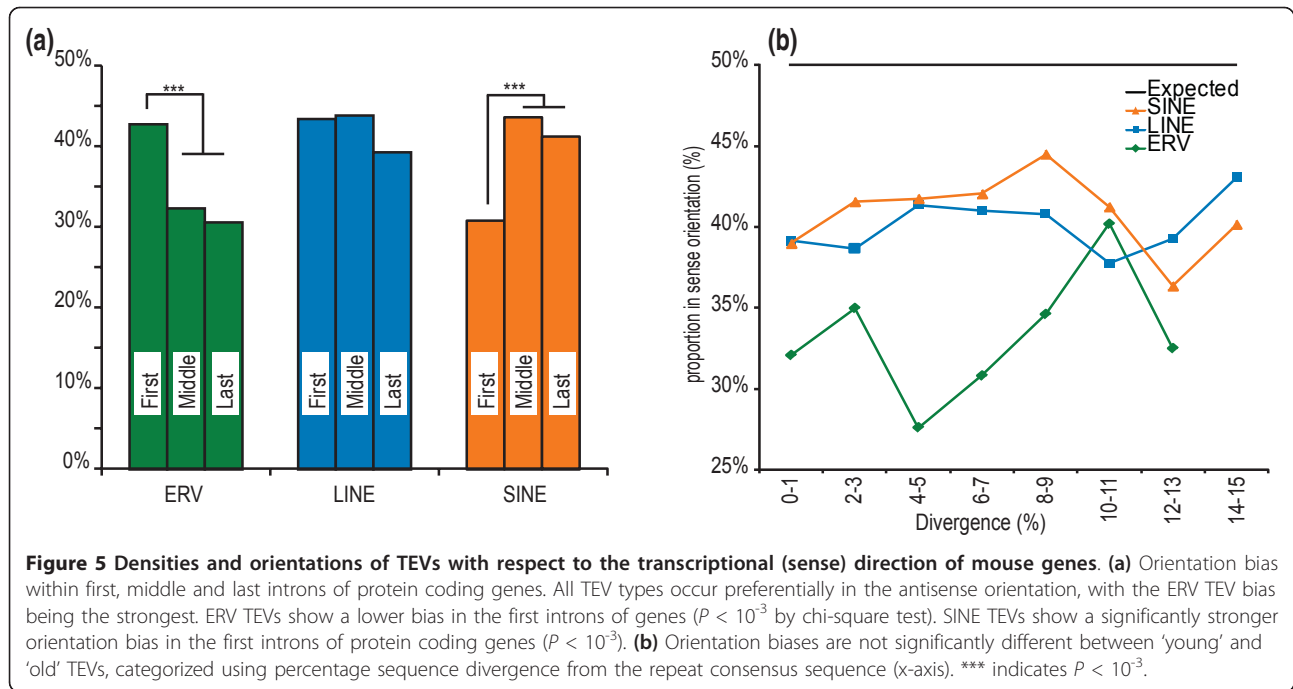 (a)
50%
40%
30%
20%
10%
0%
***
***
First
Middle
Last
First
Middle
Last
First
Middle
Last
ERV
LINE
SINE
(b)
50%
45%
40%
35%
30%
25%
proportion in sense orientation (%)
Expected
SINE
LINE
ERV
0-1
2-3
4-5
6-7
8-9
10-11
12-13
14-15
Divergence (%)
Figure 5 Densities and orientations of TEVs with respect to the transcriptional (sense) direction of mouse genes. (a) Orientation bias
within first, middle and last introns of protein coding genes. All TEV types occur preferentially in the antisense orientation, with the ERV TEV bias
being the strongest. ERV TEVs show a lower bias in the first introns of genes (P < 10⁻³ by chi-square test). SINE TEVs show a significantly stronger
orientation bias in the first introns of protein coding genes (P < 10⁻³). (b) Orientation biases are not significantly different between ‘young’ and
‘old’ TEVs, categorized using percentage sequence divergence from the repeat consensus sequence (x-axis). *** indicates P < 10⁻³.